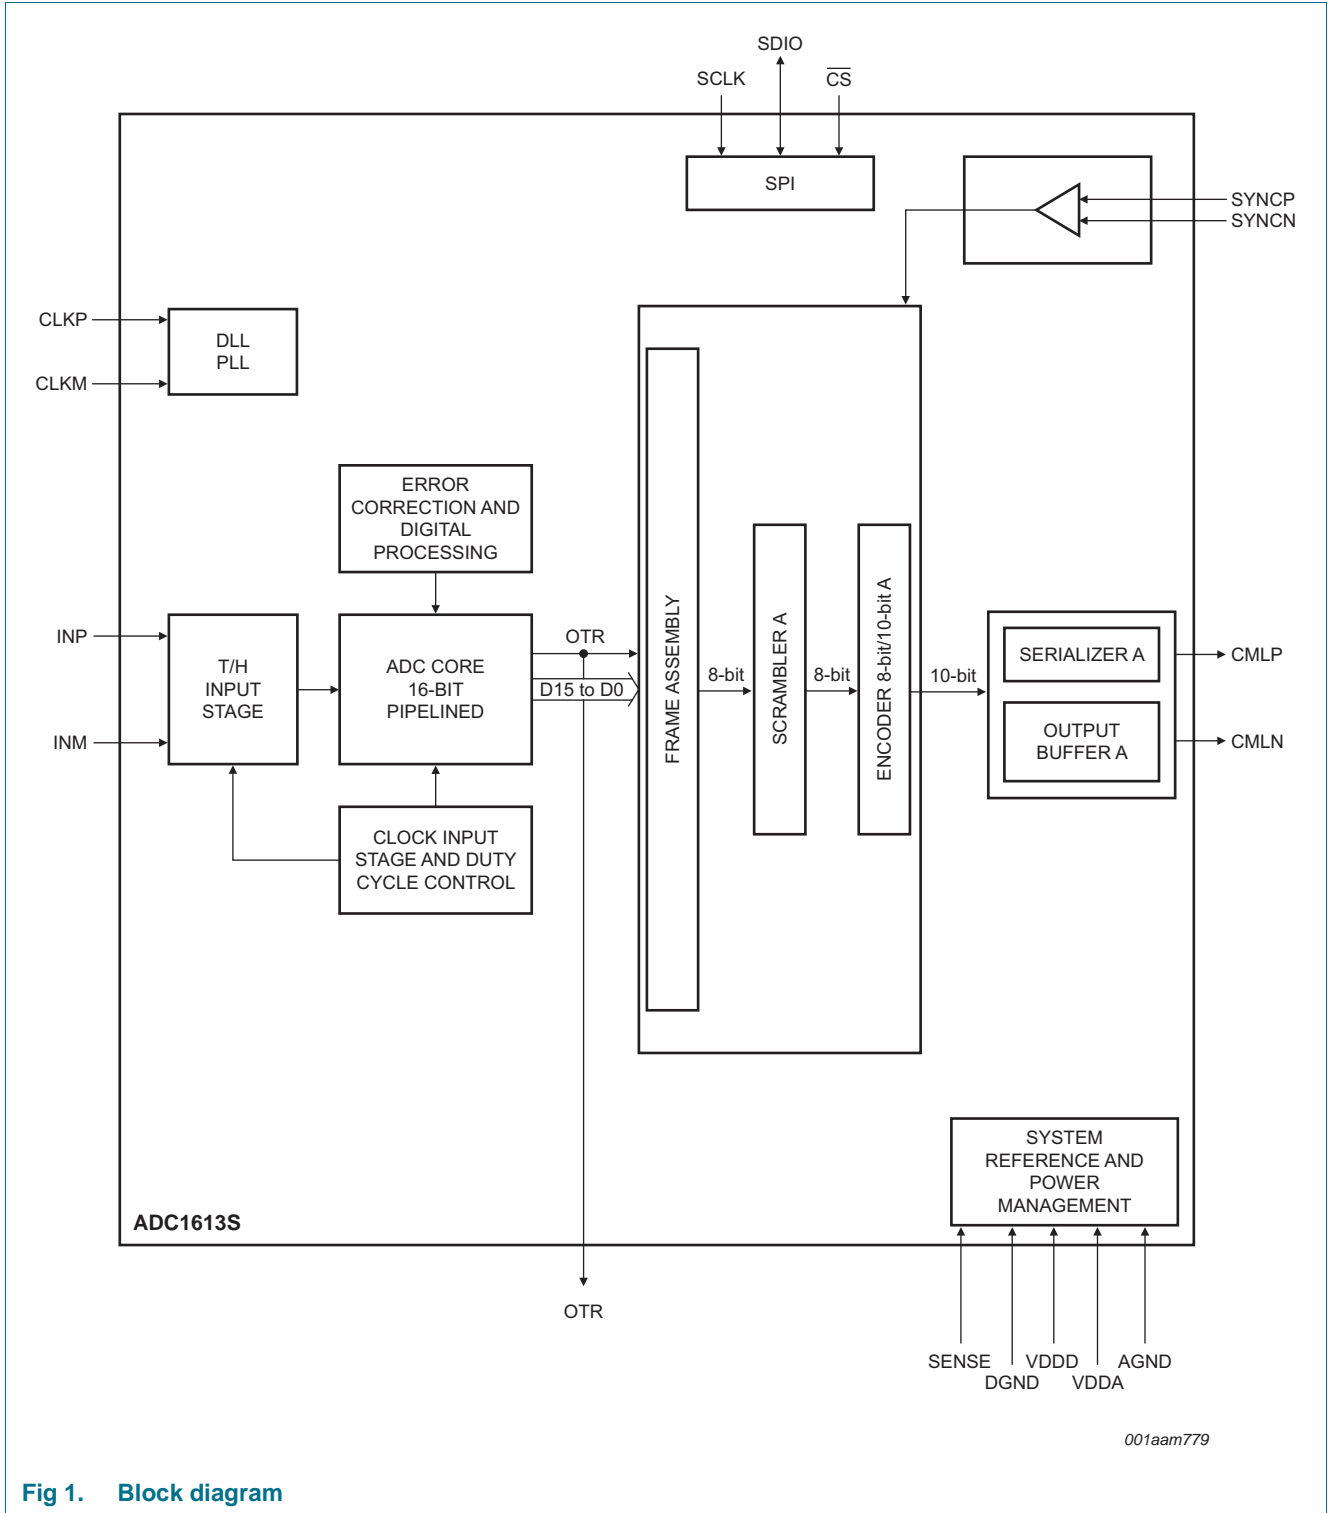 SDIO
SCLK
CS
SPI
SYNCP
SYNCN
CLKP
CLKM
DLL
PLL
ERROR
CORRECTION AND
DIGITAL
PROCESSING
INP
INM
T/H
INPUT
STAGE
ADC CORE
16-BIT
PIPELINED
OTR
D15 to D0
CLOCK INPUT
STAGE AND DUTY
CYCLE CONTROL
FRAME ASSEMBLY
8-bit
SCRAMBLER A
8-bit
ENCODER 8-bit/10-bit A
10-bit
SERIALIZER A
OUTPUT
BUFFER A
CMLP
CMLN
SYSTEM
REFERENCE AND
POWER
MANAGEMENT
ADC1613S
OTR
SENSE
DGND
VDDD
VDDA
AGND
001aam779
Fig 1. Block diagram